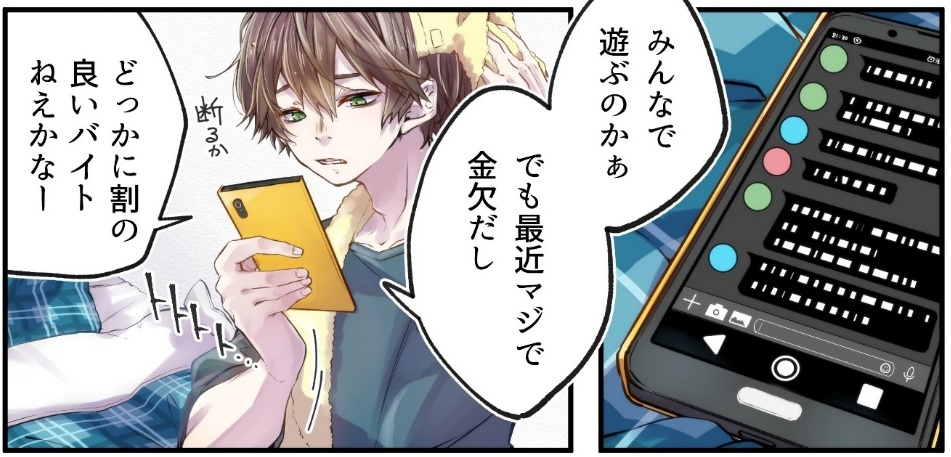 みんなで
遊ぶのかぁ
でも最近マジで
金欠だし
断るか
どっかに割の
良いバイト
ねえかなー
トトトト…
21:30